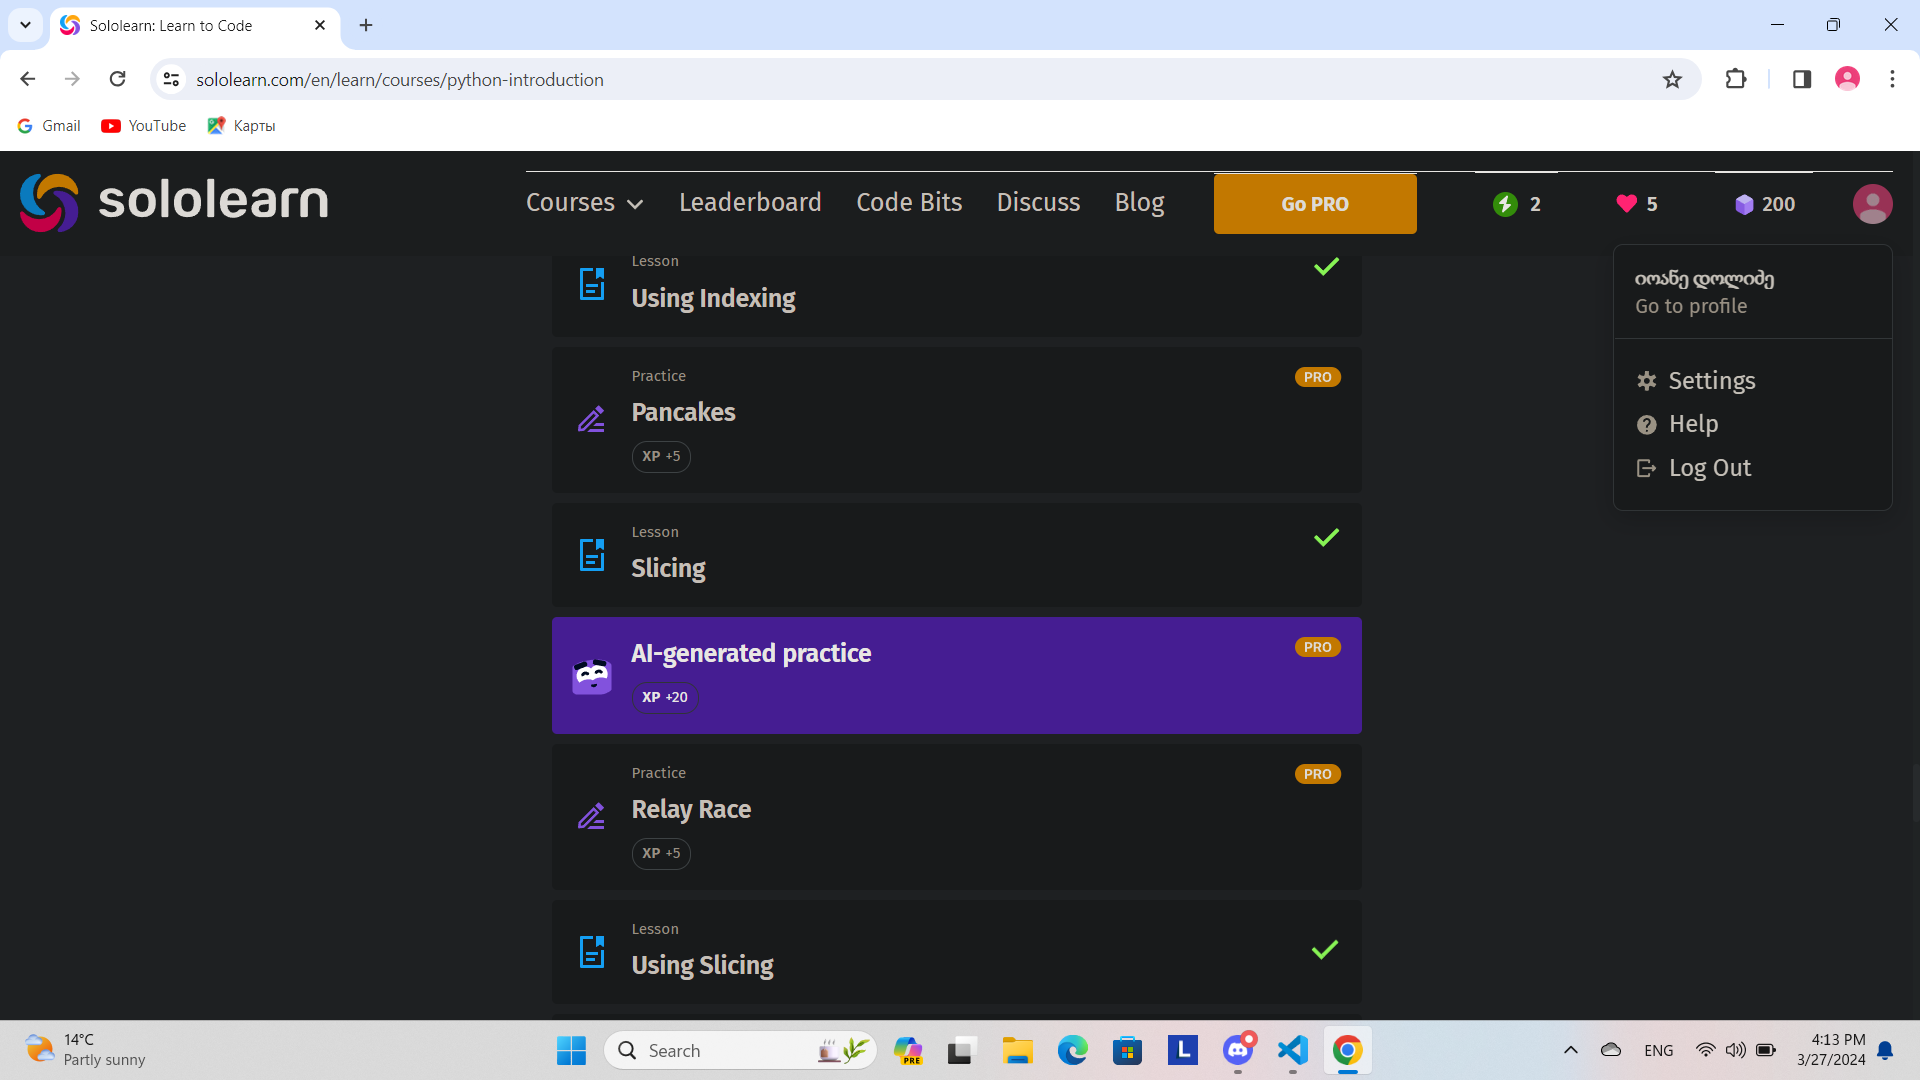 Sololearn: Learn to Code
sololearn.com/en/learn/courses/python-introduction
Gmail YouTube Карты
sololearn
Courses Leaderboard Code Bits Discuss Blog Go PRO 2 5 200
იოანე დოლიძე
Go to profile
Settings
Help
Log Out
Lesson
Using Indexing
Practice PRO
Pancakes
XP +5
Lesson
Slicing
AI-generated practice PRO
XP +20
Practice PRO
Relay Race
XP +5
Lesson
Using Slicing
14°C
Partly sunny
Search
PRE
L
ENG
4:13 PM
3/27/2024